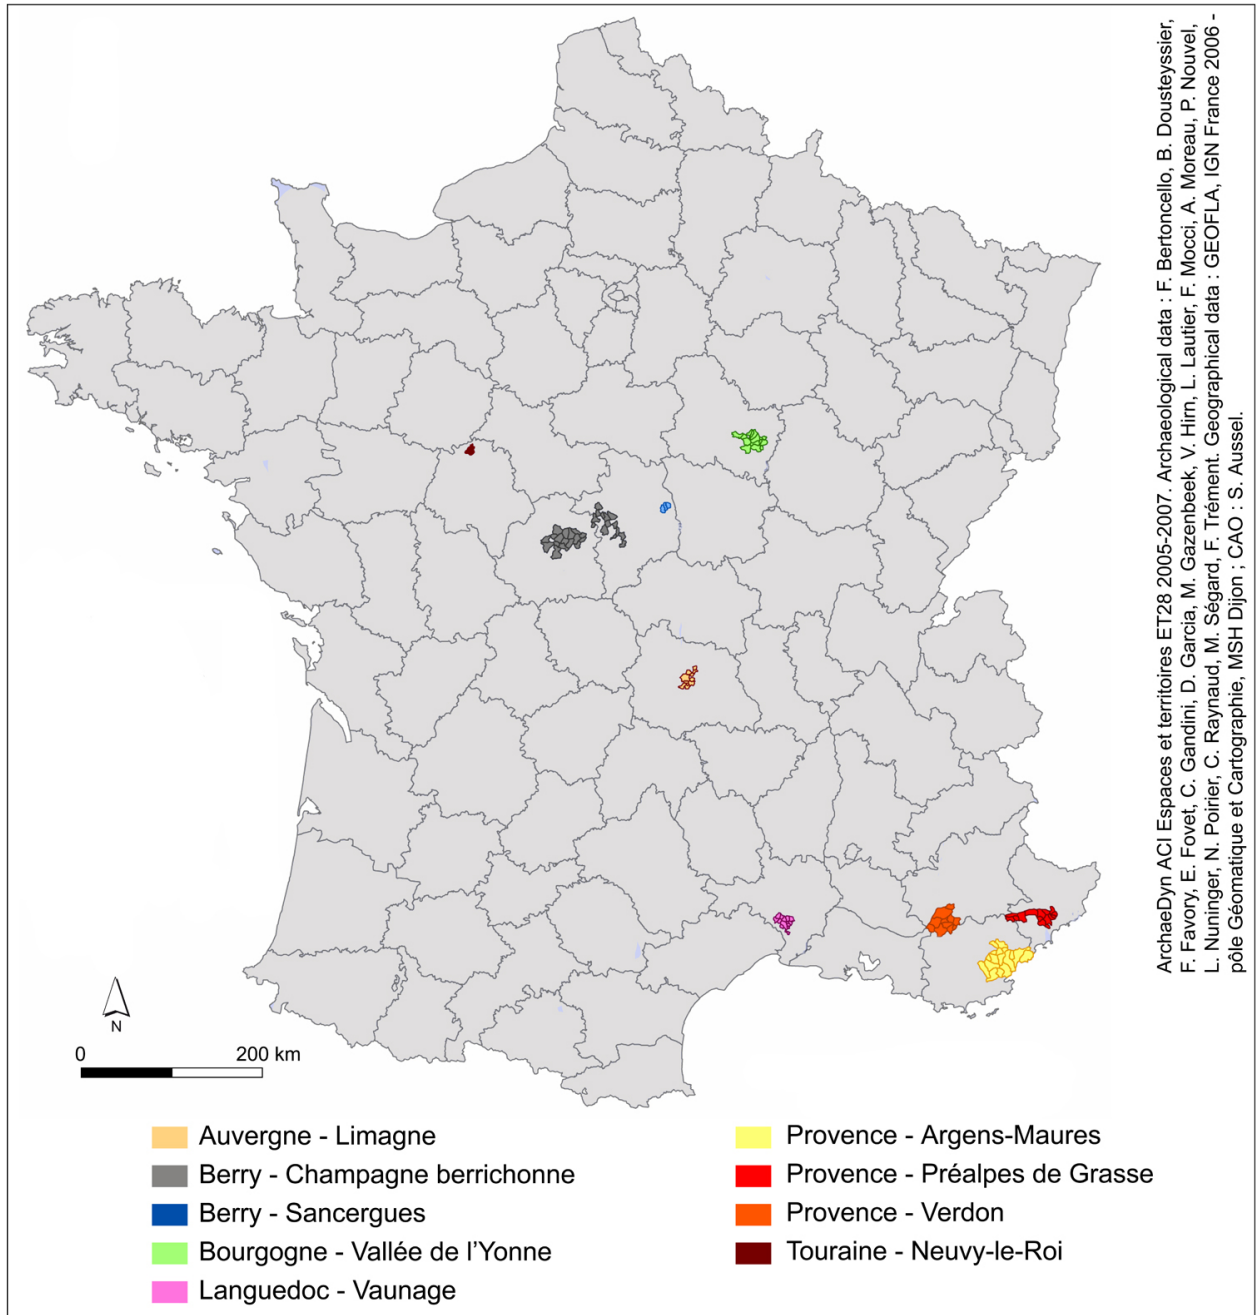 ArchaeDyn ACI Espaces et territoires ET28 2005-2007. Archaeological data : F. Bertoncello, B. Dousteyssier,
F. Favory, E. Fovet, C. Gandini, D. Garcia, M. Gazenbeek, V. Hirn, L. Lautier, F. Mocci, A. Moreau, P. Nouvel,
L. Nuninger, N. Poirier, C. Raynaud, M. Ségard, F. Trément. Geographical data : GEOFLA, IGN France 2006 -
pôle Géomatique et Cartographie, MSH Dijon ; CAO : S. Aussel.
N
0 200 km
Auvergne - Limagne
Berry - Champagne berrichonne
Berry - Sancergues
Bourgogne - Vallée de l'Yonne
Languedoc - Vaunage
Provence - Argens-Maures
Provence - Préalpes de Grasse
Provence - Verdon
Touraine - Neuvy-le-Roi